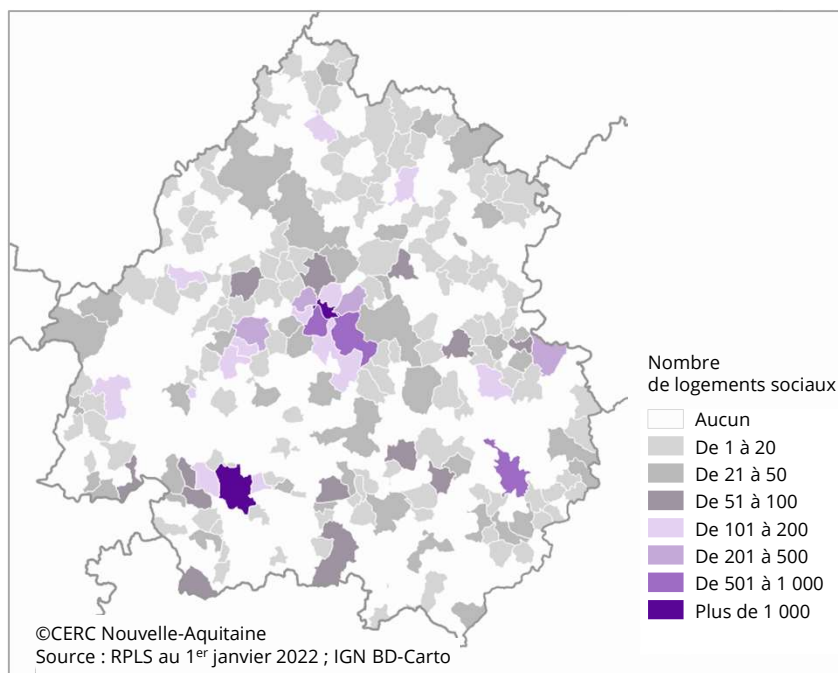 Nombre
de logements sociaux
Aucun
De 1 à 20
De 21 à 50
De 51 à 100
De 101 à 200
De 201 à 500
De 501 à 1 000
Plus de 1 000
©CERC Nouvelle-Aquitaine
Source : RPLS au 1er janvier 2022 ; IGN BD-Carto